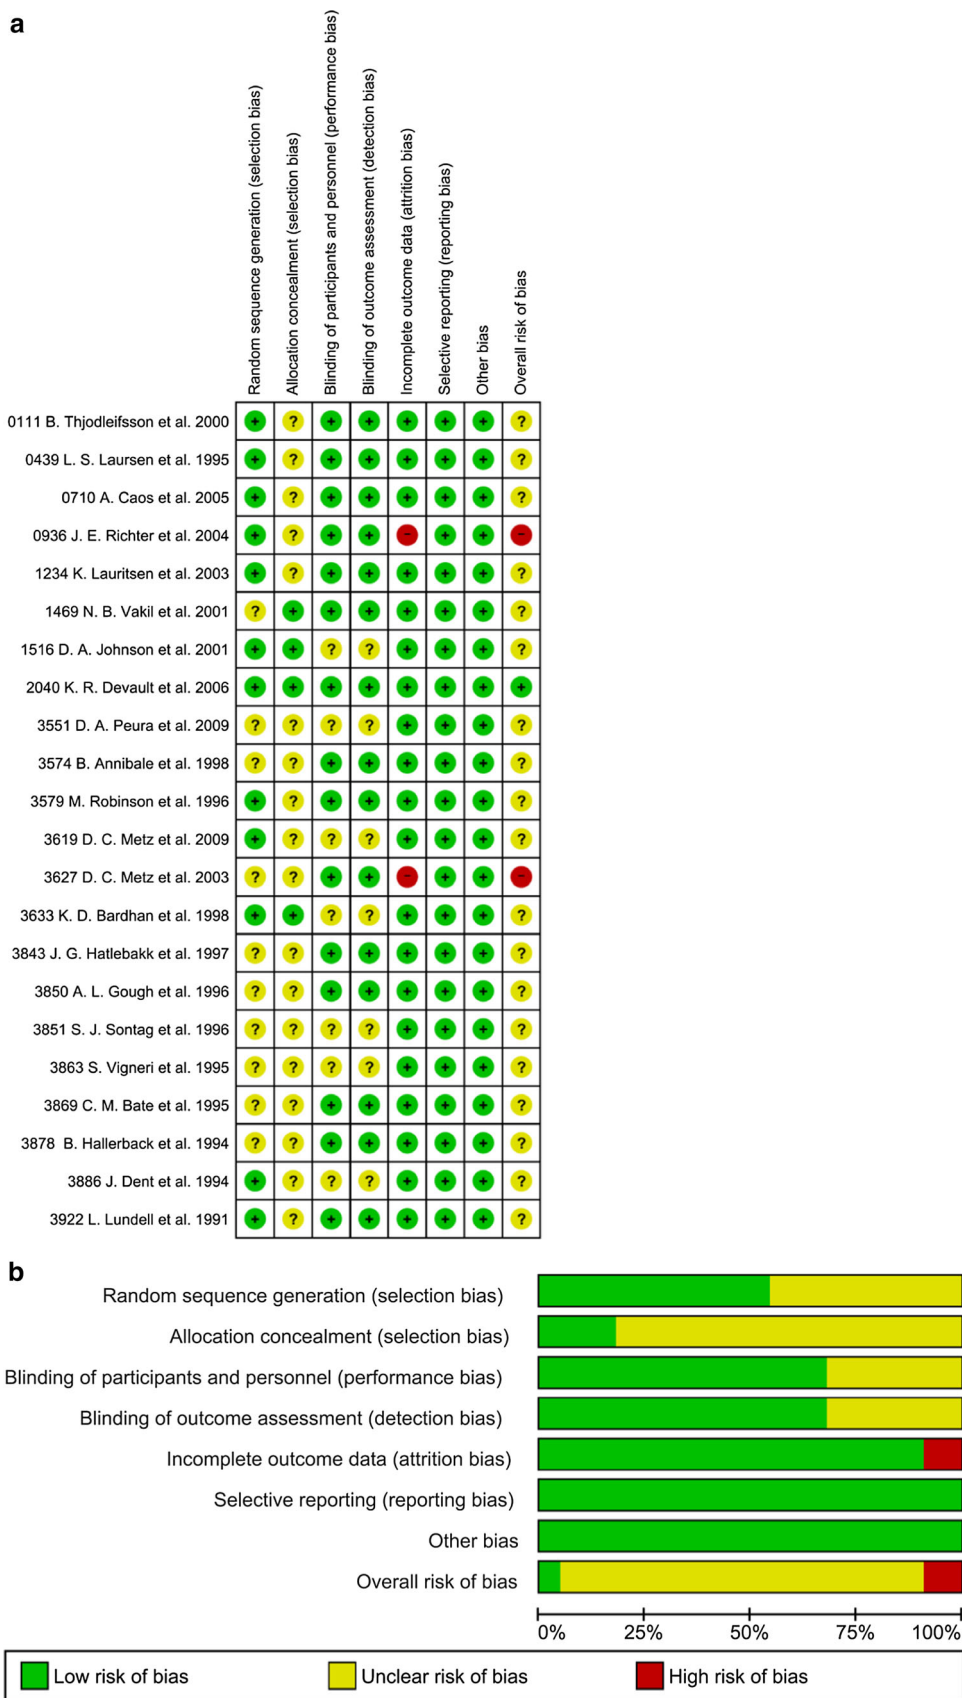 a
Random sequence generation (selection bias)
Allocation concealment (selection bias)
Blinding of participants and personnel (performance bias)
Blinding of outcome assessment (detection bias)
Incomplete outcome data (attrition bias)
Selective reporting (reporting bias)
Other bias
Overall risk of bias
0111 B. Thjodleifsson et al. 2000 + ? + + + + + ?
0439 L. S. Laursen et al. 1995 + ? + + + + + ?
0710 A. Caos et al. 2005 + ? + + + + + ?
0936 J. E. Richter et al. 2004 + ? + + - + + -
1234 K. Lauritsen et al. 2003 + ? + + + + + ?
1469 N. B. Vakil et al. 2001 ? + + + + + + ?
1516 D. A. Johnson et al. 2001 + + ? ? + + + ?
2040 K. R. Devault et al. 2006 + + + + + + + +
3551 D. A. Peura et al. 2009 ? ? ? ? + + + ?
3574 B. Annibale et al. 1998 ? ? + + + + + ?
3579 M. Robinson et al. 1996 + ? + + + + + ?
3619 D. C. Metz et al. 2009 + ? ? ? + + + ?
3627 D. C. Metz et al. 2003 ? ? + + - + + -
3633 K. D. Bardhan et al. 1998 + + ? ? + + + ?
3843 J. G. Hatlebakk et al. 1997 ? ? + + + + + ?
3850 A. L. Gough et al. 1996 ? ? + + + + + ?
3851 S. J. Sontag et al. 1996 ? ? ? ? + + + ?
3863 S. Vigneri et al. 1995 ? ? ? ? + + + ?
3869 C. M. Bate et al. 1995 ? ? + + + + + ?
3878 B. Hallerback et al. 1994 ? ? + + + + + ?
3886 J. Dent et al. 1994 + ? ? ? + + + ?
3922 L. Lundell et al. 1991 + ? + + + + + ?
b
Random sequence generation (selection bias)
Allocation concealment (selection bias)
Blinding of participants and personnel (performance bias)
Blinding of outcome assessment (detection bias)
Incomplete outcome data (attrition bias)
Selective reporting (reporting bias)
Other bias
Overall risk of bias
0% 25% 50% 75% 100%
Low risk of bias Unclear risk of bias High risk of bias